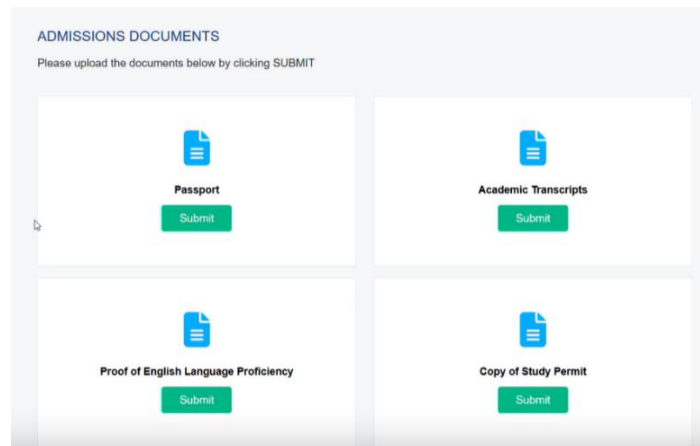 ADMISSIONS DOCUMENTS
Please upload the documents below by clicking SUBMIT
Passport
Submit
Academic Transcripts
Submit
Proof of English Language Proficiency
Submit
Copy of Study Permit
Submit